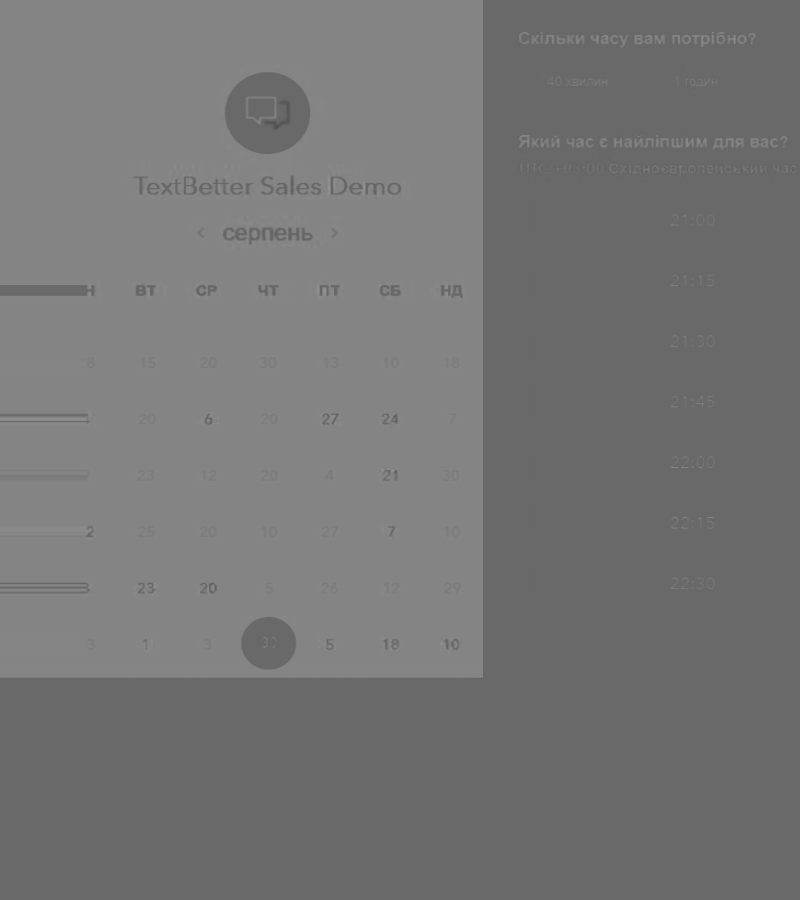 TextBetter Sales Demo
серпень
ВТ СР ЧТ ПТ СБ НД
8 15 20 30 13 10 18
20 6 20 27 24 7
23 12 20 4 21 30
2 25 20 10 27 7 10
23 20 5 26 12 29
3 1 3 30 5 18 10
Скільки часу вам потрібно?
40 хвилин 1 годин
Який час є найліпшим для вас?
Східноєвропейський час
21:00
21:15
21:30
21:45
22:00
22:15
22:30